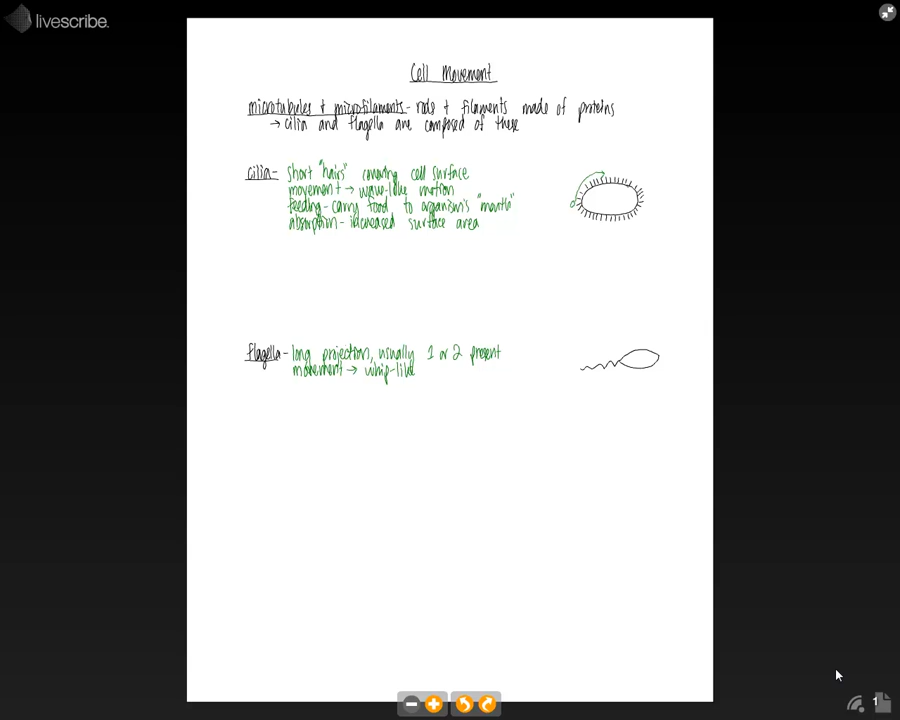 livescribe.
Cell Movement
microtubules + microfilaments - rods + filaments made of proteins
→ cilia and flagella are composed of these
cilia - short "hairs" covering cell surface
movement → wave-like motion
feeding - carry food to organism's "mouth"
absorption - increased surface area
flagella - long projection, usually 1 or 2 present
movement → whip-like
1